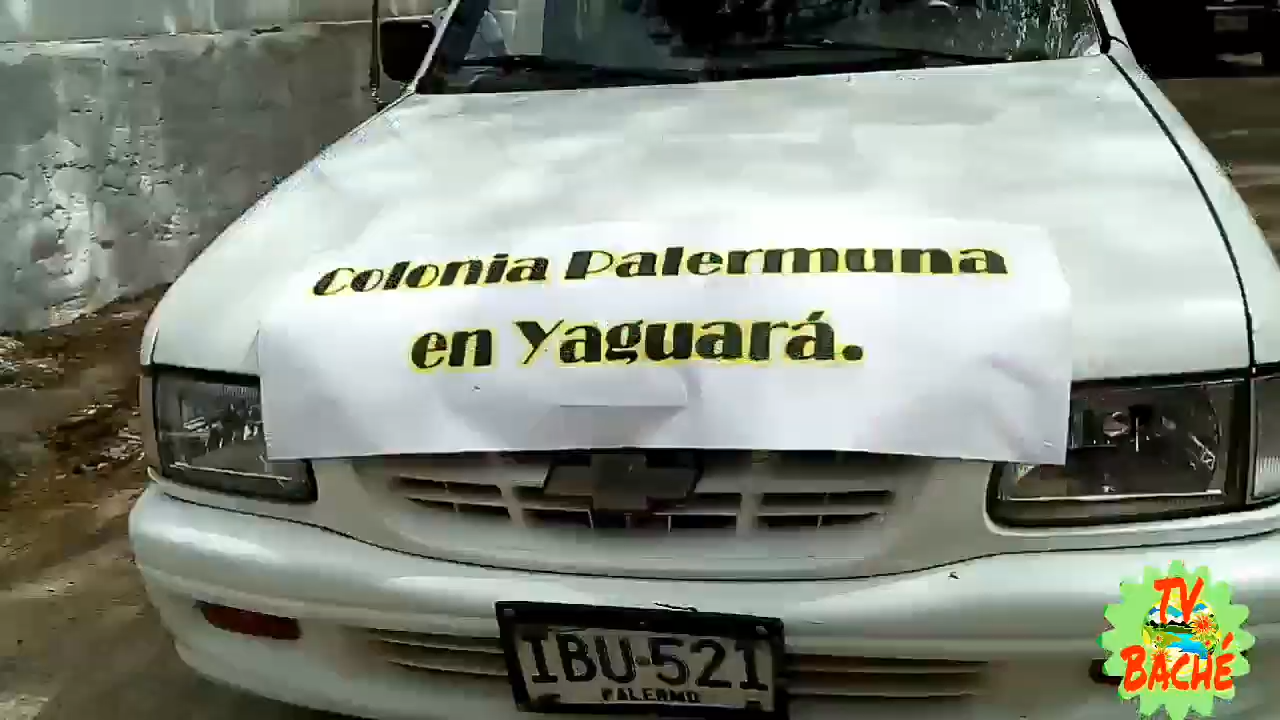 Colonia Palermuna
en Yaguará.
IBU-521
PALERMO
TV
BACHÉ